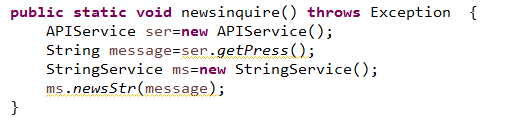 public static void newsinquire() throws Exception  {
    APIService ser=new APIService();
    String message=ser.getPress();
    StringService ms=new StringService();
    ms.newsStr(message);
}